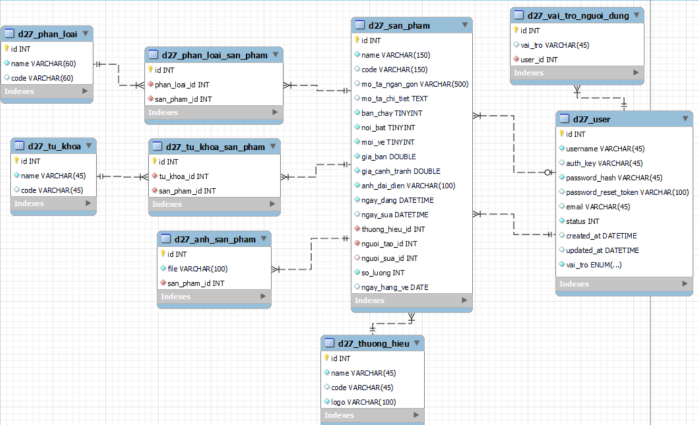 d27_phan_loai
id INT
name VARCHAR(60)
code VARCHAR(60)
Indexes
d27_phan_loai_san_pham
id INT
phan_loai_id INT
san_pham_id INT
Indexes
d27_tu_khoa
id INT
name VARCHAR(45)
code VARCHAR(45)
Indexes
d27_tu_khoa_san_pham
id INT
tu_khoa_id INT
san_pham_id INT
Indexes
d27_anh_san_pham
id INT
file VARCHAR(100)
san_pham_id INT
Indexes
d27_san_pham
id INT
name VARCHAR(150)
code VARCHAR(150)
mo_ta_ngan_gon VARCHAR(500)
mo_ta_chi_tiet TEXT
ban_chay TINYINT
noi_bat TINYINT
moi_ve TINYINT
gia_ban DOUBLE
gia_canh_tranh DOUBLE
anh_dai_dien VARCHAR(100)
ngay_dang DATETIME
ngay_sua DATETIME
thuong_hieu_id INT
nguoi_tao_id INT
nguoi_sua_id INT
so_luong INT
ngay_hang_ve DATE
Indexes
d27_thuong_hieu
id INT
name VARCHAR(45)
code VARCHAR(45)
logo VARCHAR(100)
Indexes
d27_vai_tro_nguoi_dung
id INT
vai_tro VARCHAR(45)
user_id INT
Indexes
d27_user
id INT
username VARCHAR(45)
auth_key VARCHAR(45)
password_hash VARCHAR(45)
password_reset_token VARCHAR(100)
email VARCHAR(45)
status INT
created_at DATETIME
updated_at DATETIME
vai_tro ENUM(...)
Indexes